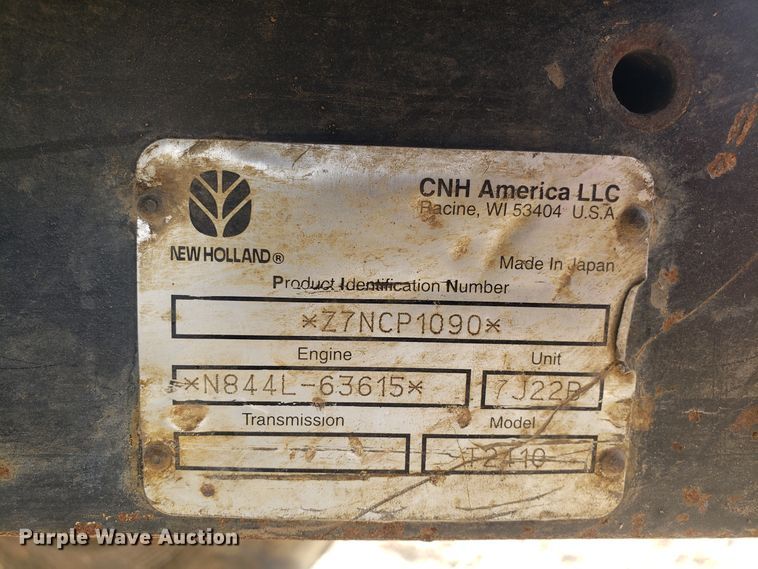 NEW HOLLAND®
CNH America LLC
Racine, WI 53404 U.S.A
Made In Japan
Product Identification Number
*Z7NCP1090*
Engine
Unit
*N844L-63615*
7J22B
Transmission
Model
T2410
Purple Wave Auction